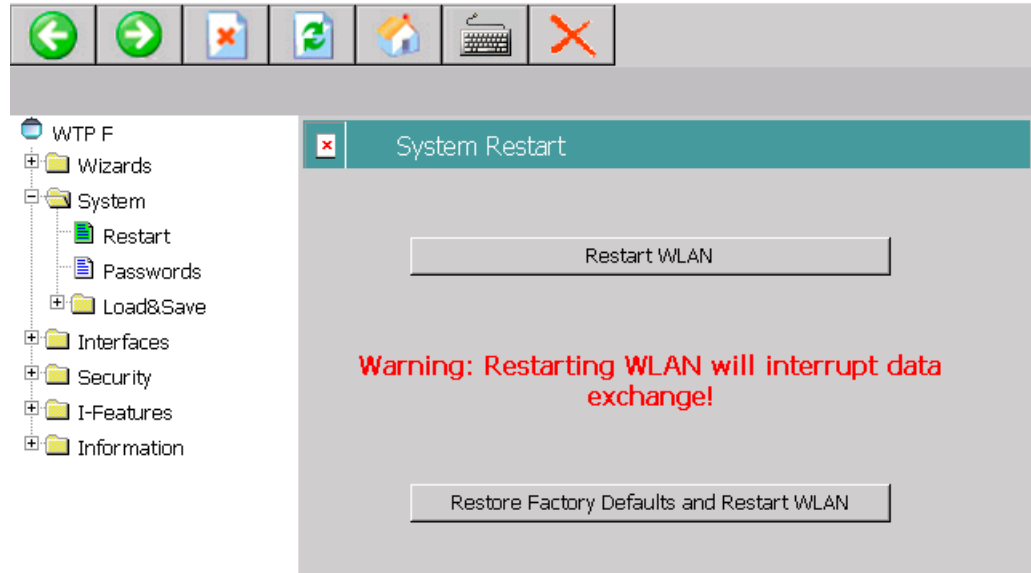 WTP F
Wizards
System
Restart
Passwords
Load&Save
Interfaces
Security
I-Features
Information
System Restart
Restart WLAN
Warning: Restarting WLAN will interrupt data
exchange!
Restore Factory Defaults and Restart WLAN